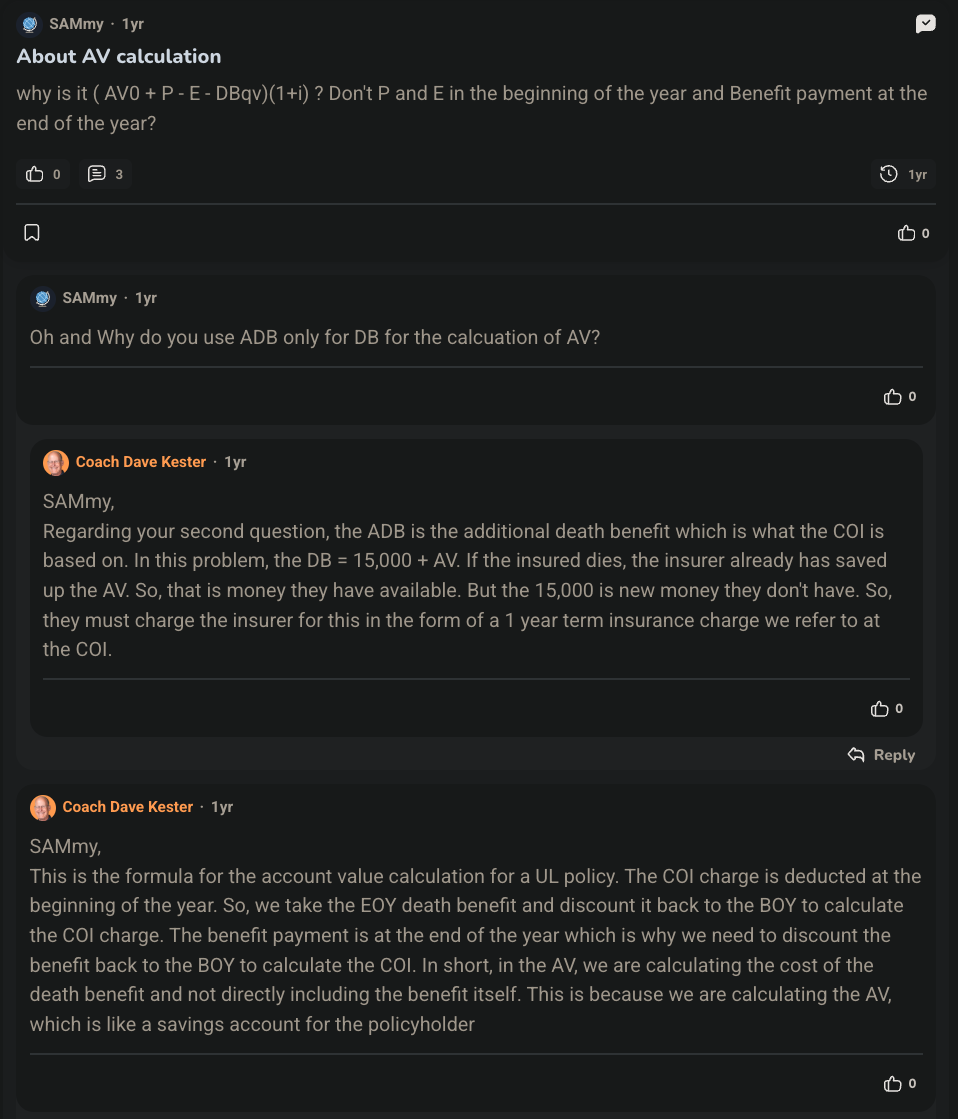 SAMmy · 1yr
About AV calculation
why is it ( AV0 + P - E - DBqv)(1+i) ? Don't P and E in the beginning of the year and Benefit payment at the
end of the year?
0 3 1yr
0
SAMmy · 1yr
Oh and Why do you use ADB only for DB for the calcuation of AV?
0
Coach Dave Kester · 1yr
SAMmy,
Regarding your second question, the ADB is the additional death benefit which is what the COI is
based on. In this problem, the DB = 15,000 + AV. If the insured dies, the insurer already has saved
up the AV. So, that is money they have available. But the 15,000 is new money they don't have. So,
they must charge the insurer for this in the form of a 1 year term insurance charge we refer to at
the COI.
0
Reply
Coach Dave Kester · 1yr
SAMmy,
This is the formula for the account value calculation for a UL policy. The COI charge is deducted at the
beginning of the year. So, we take the EOY death benefit and discount it back to the BOY to calculate
the COI charge. The benefit payment is at the end of the year which is why we need to discount the
benefit back to the BOY to calculate the COI. In short, in the AV, we are calculating the cost of the
death benefit and not directly including the benefit itself. This is because we are calculating the AV,
which is like a savings account for the policyholder
0